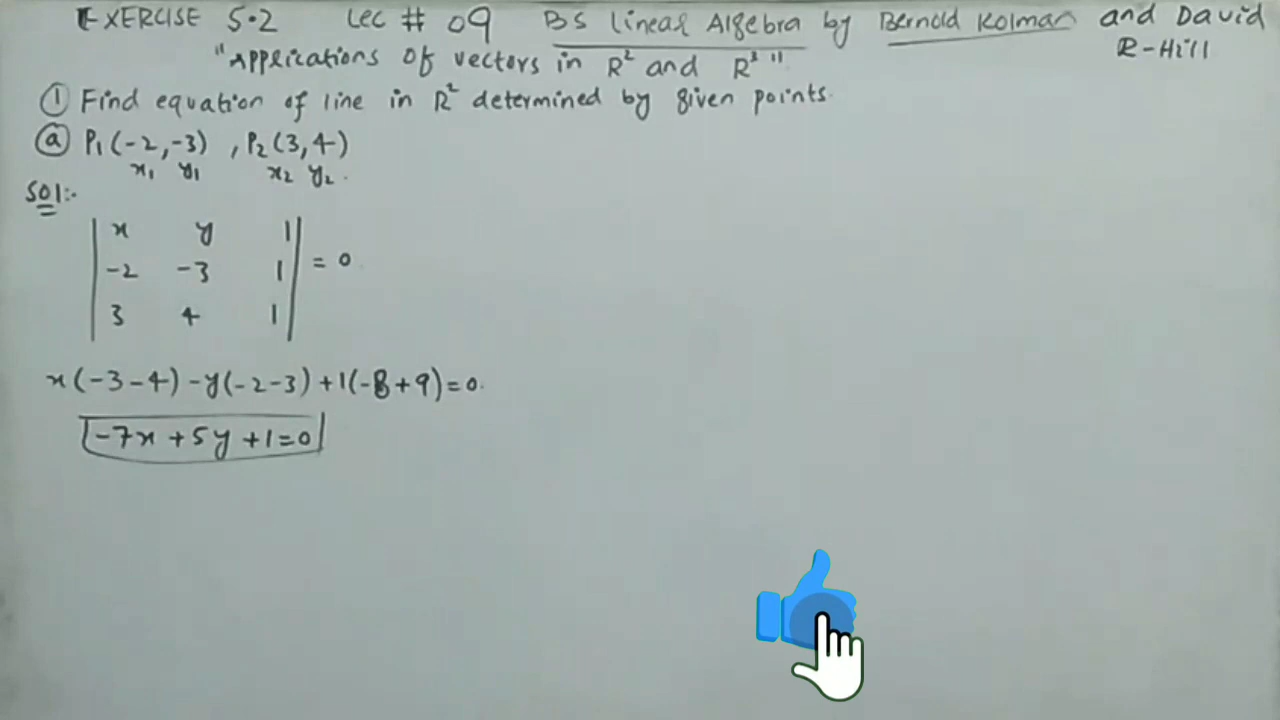 EXERCISE 5.2 Lec # 09 BS Linear Algebra by Bernold Kolman and David R-Hill
"Applications of vectors in R² and R³"
① Find equation of line in R² determined by given points.
ⓐ P₁(-2,-3) , P₂(3,4)
x₁ y₁ x₂ y₂.
Sol:-
| x y 1 |
| -2 -3 1 | = 0
| 3 4 1 |
x(-3-4)-y(-2-3)+1(-8+9)=0.
-7x+5y+1=0